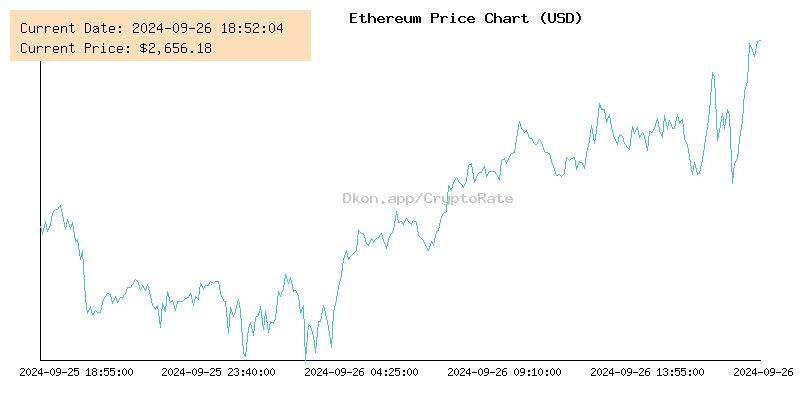 Ethereum Price Chart (USD)
Current Date: 2024-09-26 18:52:04
Current Price: $2,656.18
Dkon.app/CryptoRate
2024-09-25 18:55:00 2024-09-25 23:40:00 2024-09-26 04:25:00 2024-09-26 09:10:00 2024-09-26 13:55:00 2024-09-26